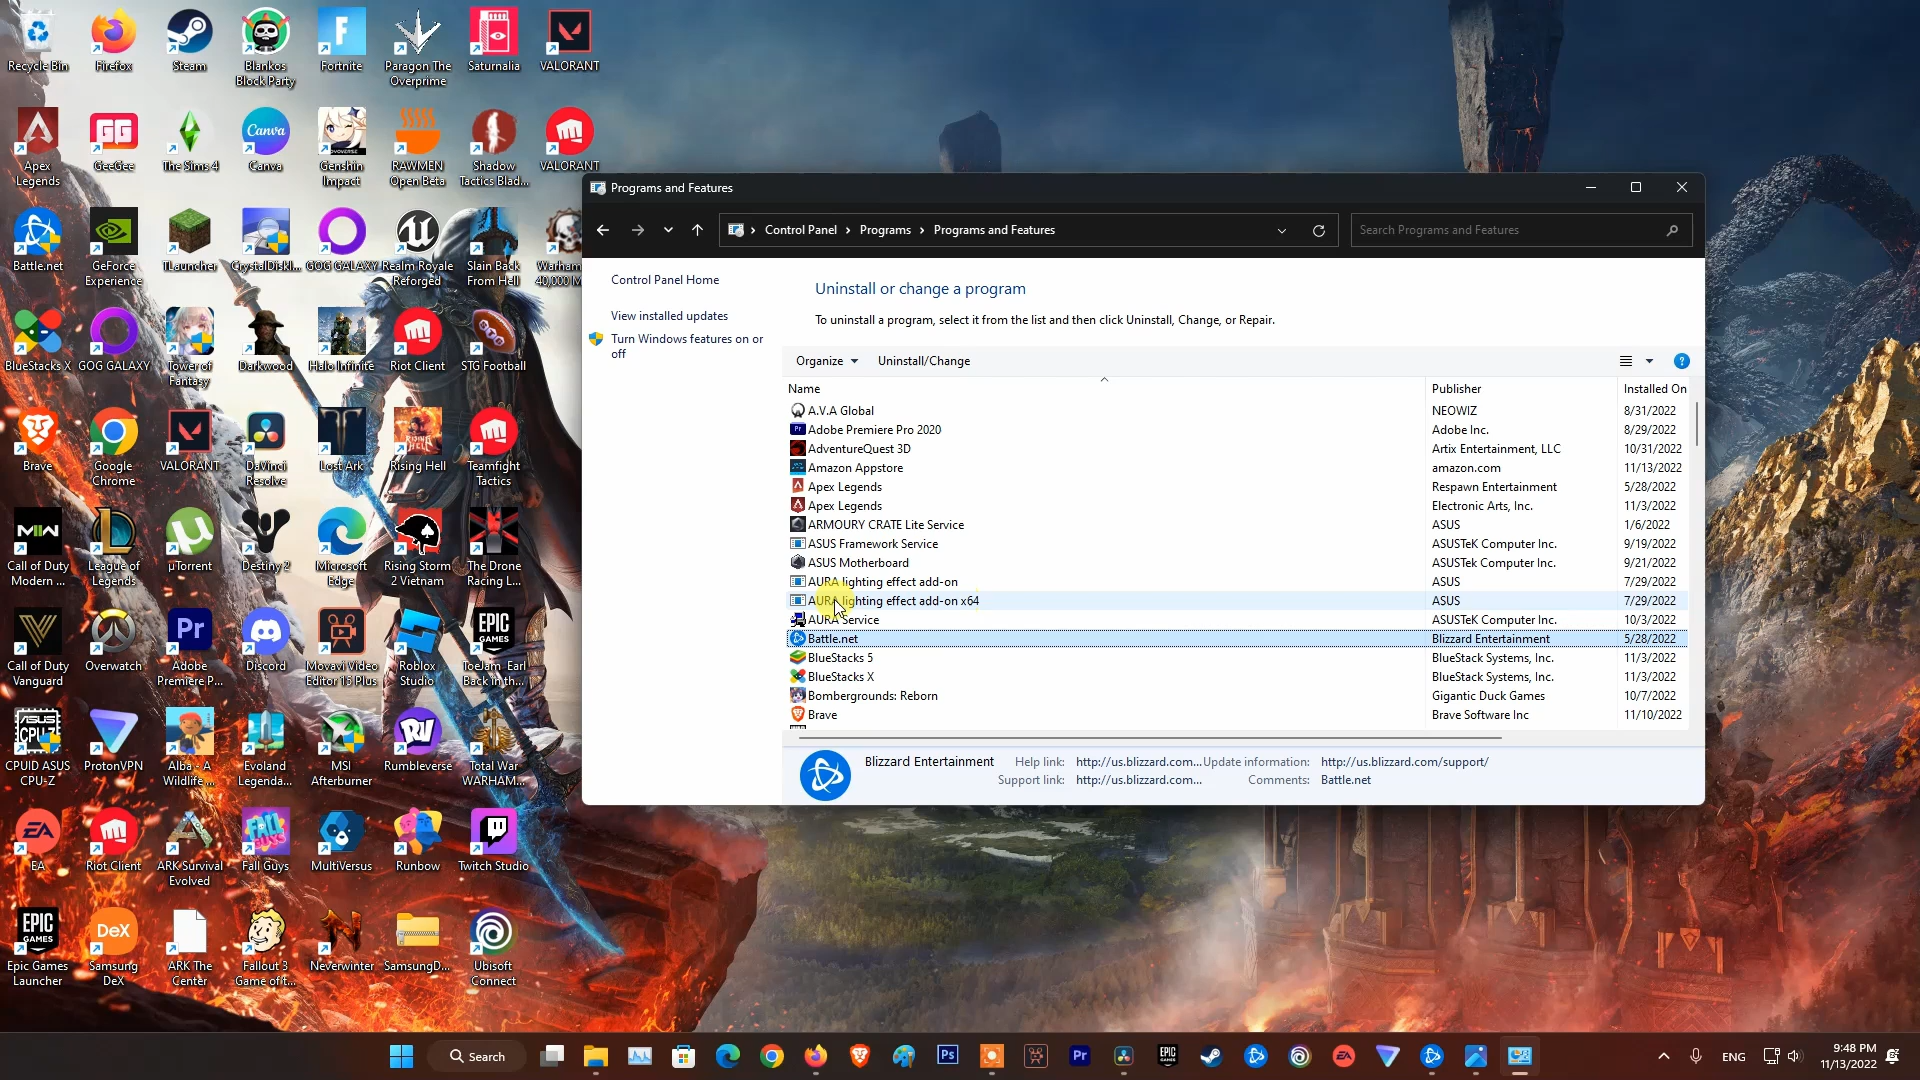 Recycle Bin
Firefox
Steam
Blankos
Block Party
Fortnite
Paragon The
Overprime
Saturnalia
VALORANT
Apex
Legends
GeeGee
The Sims 4
Canva
Canva
Genshin
Impact
RAWMEN
Open Beta
Shadow
Tactics Blad...
VALORANT
Battle.net
GeForce
Experience
TLauncher
CrystalDiskI...
GOG GALAXY
Realm Royale
Reforged
Slain Back
From Hell
Warham
40,000 M
BlueStacks X
GOG GALAXY
Tower of
Fantasy
Darkwood
Halo Infinite
Riot Client
STG Football
Brave
Google
Chrome
VALORANT
DaVinci
Resolve
Lost Ark
Rising Hell
Teamfight
Tactics
Call of Duty
Modern ...
League of
Legends
µTorrent
Destiny 2
Microsoft
Edge
Rising Storm
2 Vietnam
The Drone
Racing L...
Call of Duty
Vanguard
Overwatch
Pr
Adobe
Premiere P...
Discord
Movavi Video
Editor 15 Plus
Roblox
Studio
EPIC
GAMES
ToeJam Earl
Back in th...
CPUID ASUS
CPU-Z
ProtonVPN
Alba - A
Wildlife...
Evoland
Legenda...
MSI
Afterburner
Rumbleverse
Total War
WARHAM...
EA
Riot Client
ARK Survival
Evolved
Fall Guys
MultiVersus
Runbow
Twitch Studio
EPIC
GAMES
Epic Games
Launcher
DeX
Samsung
DeX
ARK The
Center
Fallout 3
Game of t...
Neverwinter
SamsungD...
Ubisoft
Connect
Programs and Features
Control Panel > Programs > Programs and Features
Search Programs and Features
Control Panel Home
View installed updates
Turn Windows features on or
off
Uninstall or change a program
To uninstall a program, select it from the list and then click Uninstall, Change, or Repair.
Organize Uninstall/Change
Name Publisher Installed On
A.V.A Global NEOWIZ 8/31/2022
Adobe Premiere Pro 2020 Adobe Inc. 8/29/2022
AdventureQuest 3D Artix Entertainment, LLC 10/31/2022
Amazon Appstore amazon.com 11/13/2022
Apex Legends Respawn Entertainment 5/28/2022
Apex Legends Electronic Arts, Inc. 11/3/2022
ARMOURY CRATE Lite Service ASUS 1/6/2022
ASUS Framework Service ASUSTeK Computer Inc. 9/19/2022
ASUS Motherboard ASUSTek Computer Inc. 9/21/2022
AURA lighting effect add-on ASUS 7/29/2022
AURA lighting effect add-on x64 ASUS 7/29/2022
AURA Service ASUSTeK Computer Inc. 10/3/2022
Battle.net Blizzard Entertainment 5/28/2022
BlueStacks 5 BlueStack Systems, Inc. 11/3/2022
BlueStacks X BlueStack Systems, Inc. 11/3/2022
Bombergrounds: Reborn Gigantic Duck Games 10/7/2022
Brave Brave Software Inc 11/10/2022
Blizzard Entertainment Help link: http://us.blizzard.com... Update information: http://us.blizzard.com/support/
Support link: http://us.blizzard.com... Comments: Battle.net
Search
ENG
9:48 PM
11/13/2022